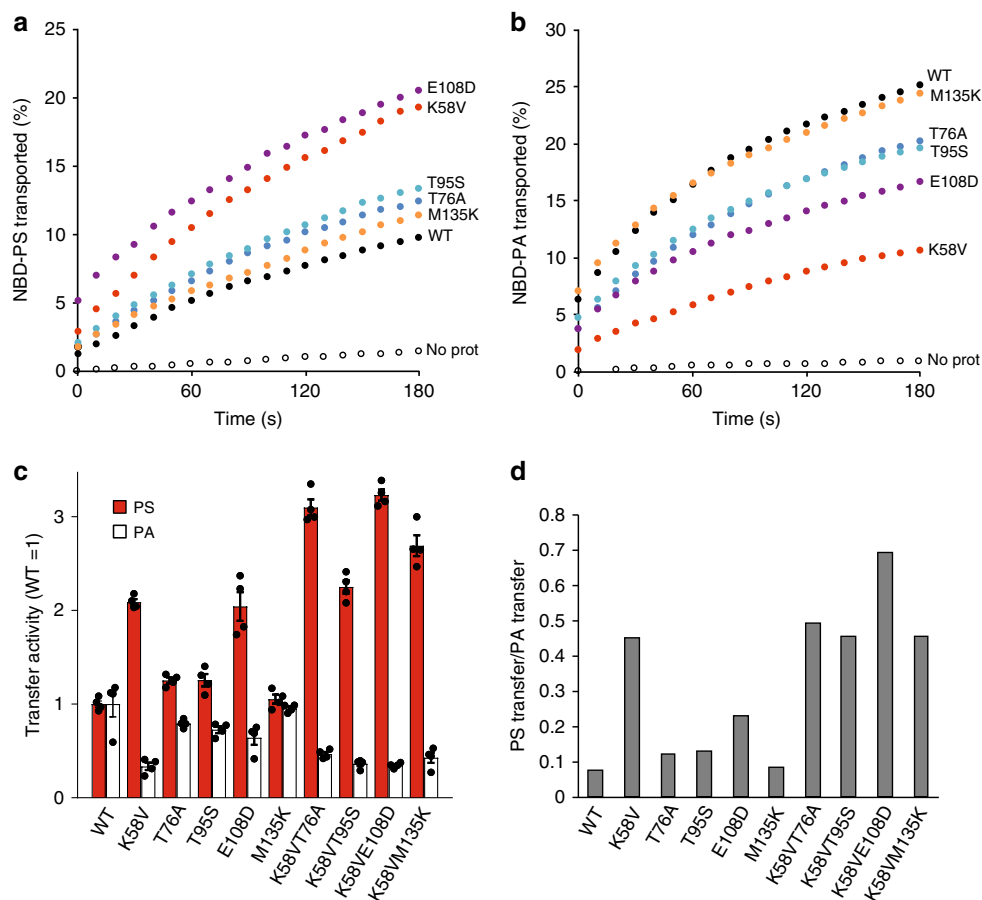 a
25
20
15
10
5
0
NBD-PS transported (%)
E108D
K58V
T95S
T76A
M135K
WT
No prot
0 60 120 180
Time (s)
b
30
25
20
15
10
5
0
NBD-PA transported (%)
WT
M135K
T76A
T95S
E108D
K58V
No prot
0 60 120 180
Time (s)
c
PS
PA
3
2
1
0
Transfer activity (WT =1)
WT
K58V
T76A
T95S
E108D
M135K
K58VT76A
K58VT95S
K58VE108D
K58VM135K
d
0.8
0.7
0.6
0.5
0.4
0.3
0.2
0.1
0
PS transfer/PA transfer
WT
K58V
T76A
T95S
E108D
M135K
K58VT76A
K58VT95S
K58VE108D
K58VM135K